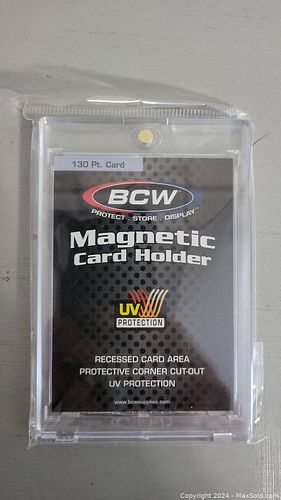 130 Pt. Card
BCW
PROTECT . STORE . DISPLAY™
Magnetic
Card Holder
UV
PROTECTION
RECESSED CARD AREA
PROTECTIVE CORNER CUT-OUT
UV PROTECTION
www.bcwsupplies.com
Copyright 2024 - MaxSold.com